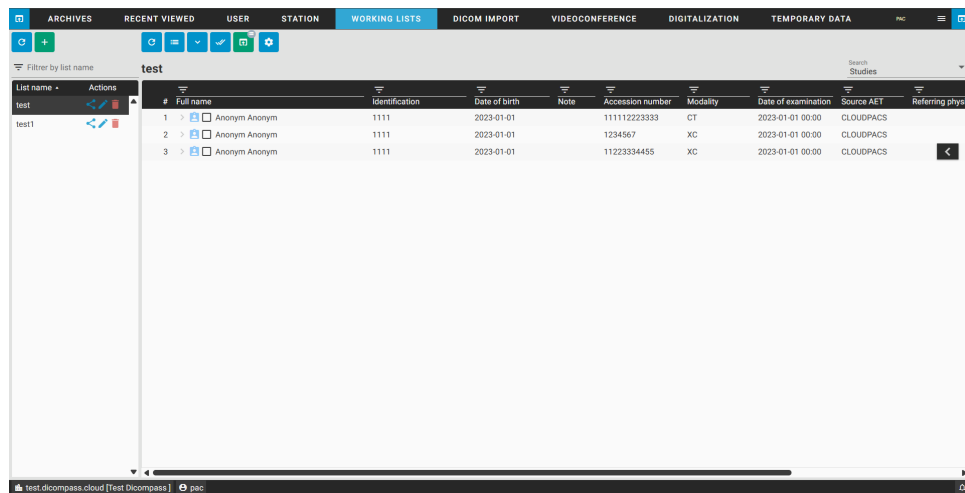 ARCHIVES RECENT VIEWED USER STATION WORKING LISTS DICOM IMPORT VIDEOCONFERENCE DIGITALIZATION TEMPORARY DATA PAC
Filtrer by list name
test
Search
Studies
List name Actions
# Full name Identification Date of birth Note Accession number Modality Date of examination Source AET Referring phys
test
test1
1 Anonym Anonym 1111 2023-01-01 111112223333 CT 2023-01-01 00:00 CLOUDPACS
2 Anonym Anonym 1111 2023-01-01 1234567 XC 2023-01-01 00:00 CLOUDPACS
3 Anonym Anonym 1111 2023-01-01 11223334455 XC 2023-01-01 00:00 CLOUDPACS
test.dicompass.cloud [Test Dicompass ] pac